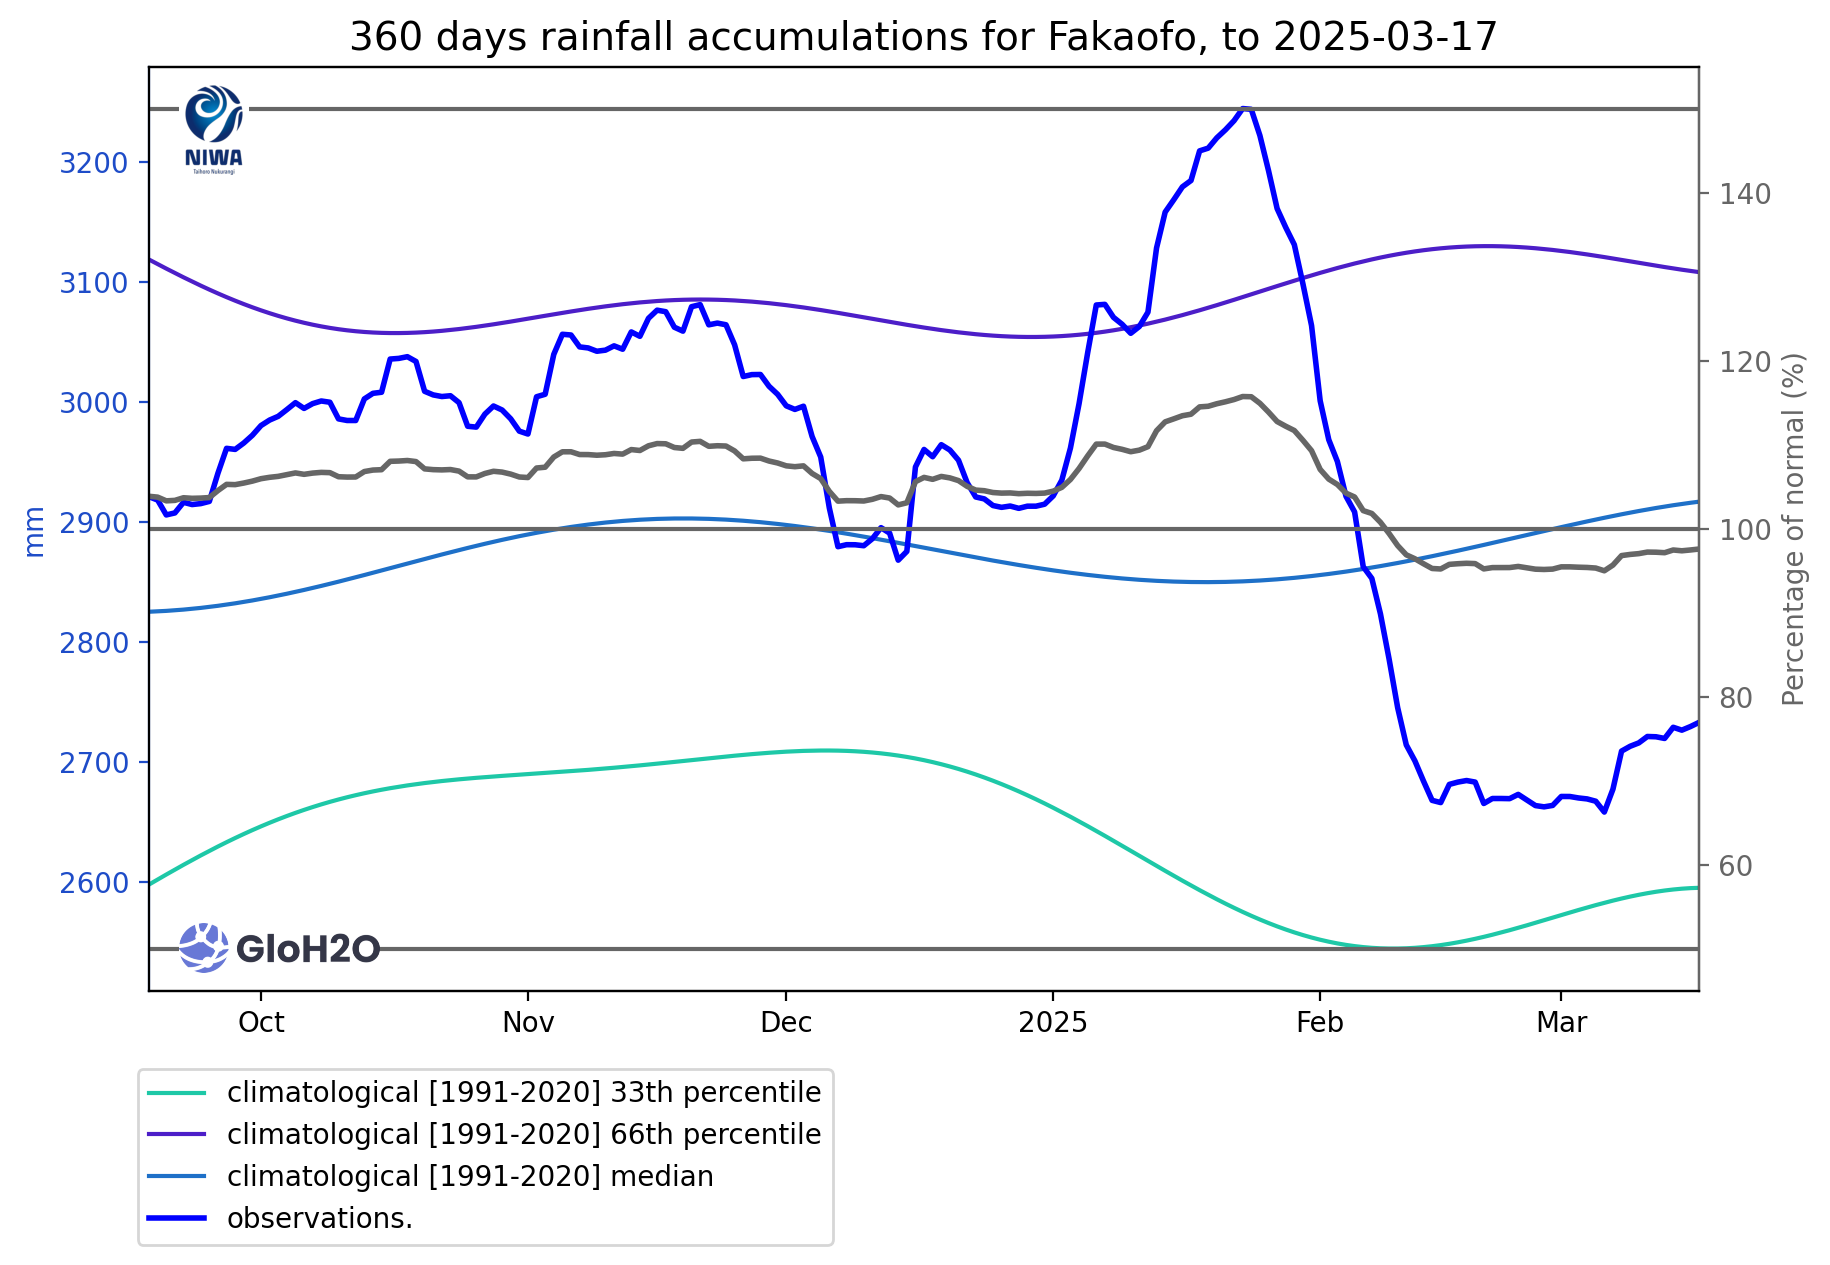 360 days rainfall accumulations for Fakaofo, to 2025-03-17
NIWA
Taihoro Nukurangi
3200
3100
3000
2900
2800
2700
2600
mm
140
120
100
80
60
Percentage of normal (%)
GloH2O
Oct
Nov
Dec
2025
Feb
Mar
climatological [1991-2020] 33th percentile
climatological [1991-2020] 66th percentile
climatological [1991-2020] median
observations.